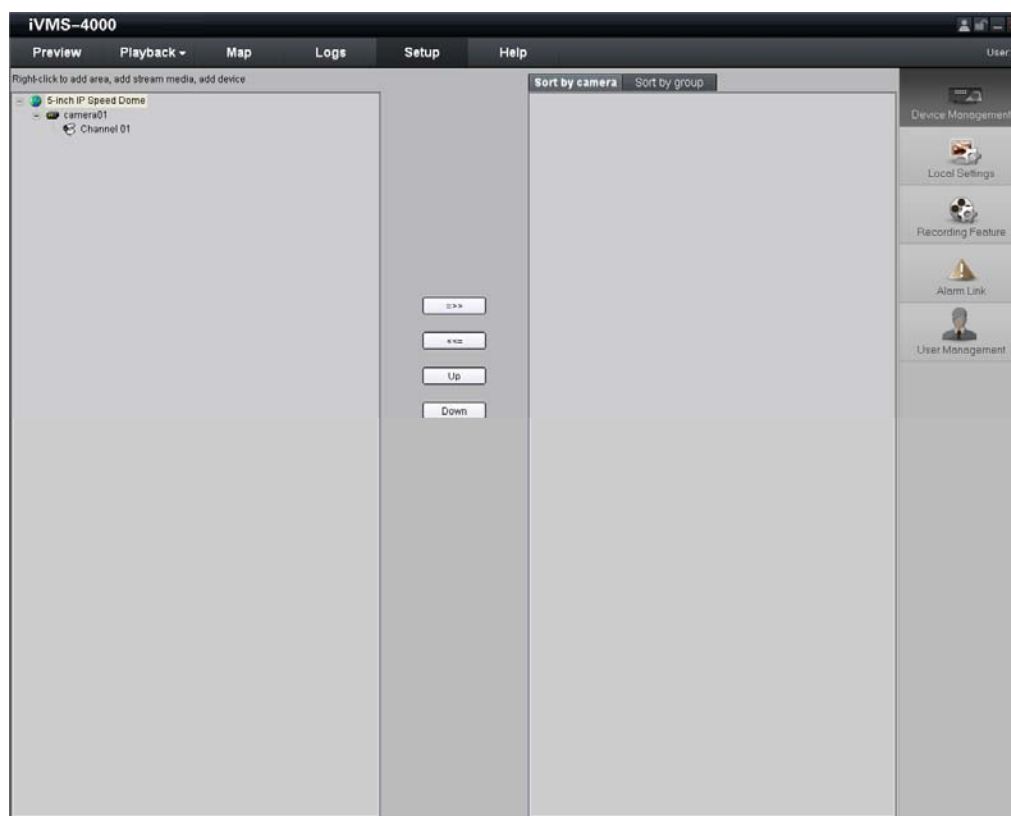 iVMS-4000
Preview Playback Map Logs Setup Help User
Right-click to add area, add stream media, add device
5-inch IP Speed Dome
camera01
Channel 01
=>>
<<=
Up
Down
Sort by camera Sort by group
Device Management
Local Settings
Recording Feature
Alarm Link
User Management